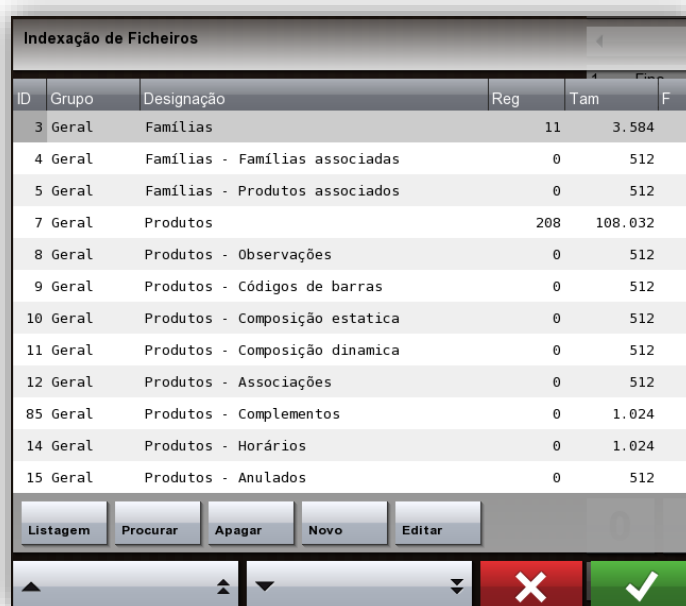 Indexação de Ficheiros
ID Grupo Designação Reg Tam F
3 Geral Famílias 11 3.584
4 Geral Famílias - Famílias associadas 0 512
5 Geral Famílias - Produtos associados 0 512
7 Geral Produtos 208 108.032
8 Geral Produtos - Observações 0 512
9 Geral Produtos - Códigos de barras 0 512
10 Geral Produtos - Composição estatica 0 512
11 Geral Produtos - Composição dinamica 0 512
12 Geral Produtos - Associações 0 512
85 Geral Produtos - Complementos 0 1.024
14 Geral Produtos - Horários 0 1.024
15 Geral Produtos - Anulados 0 512
Listagem Procurar Apagar Novo Editar